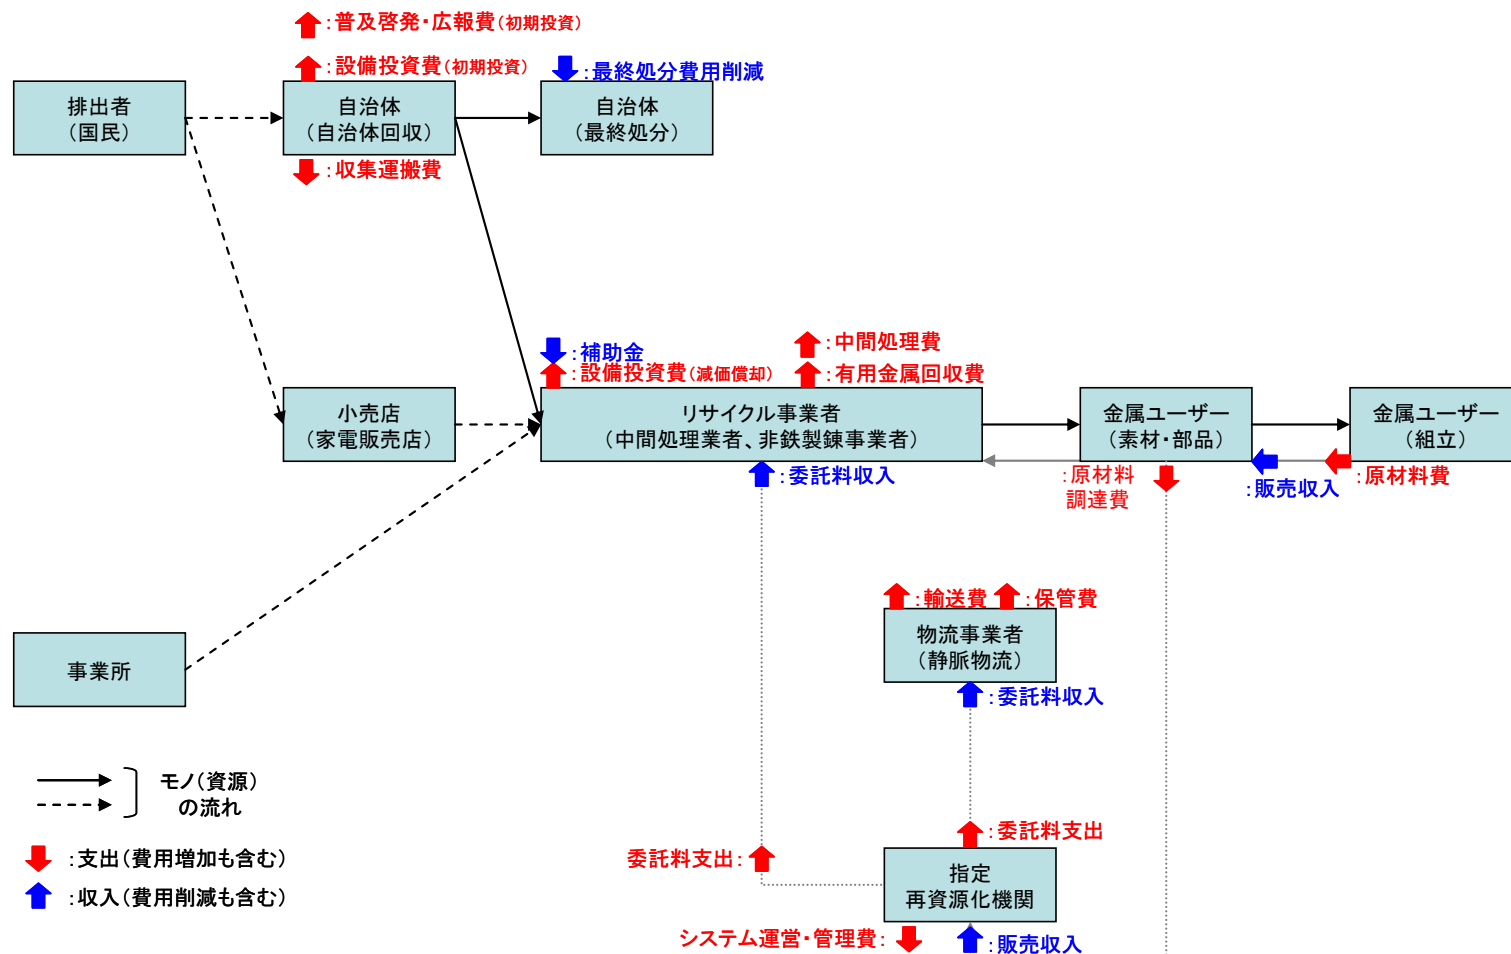 :普及啓発・広報費(初期投資)
:設備投資費(初期投資)
:最終処分費用削減
排出者
(国民)
自治体
(自治体回収)
自治体
(最終処分)
:収集運搬費
:補助金
:設備投資費(減価償却)
:中間処理費
:有用金属回収費
小売店
(家電販売店)
リサイクル事業者
(中間処理業者、非鉄製錬事業者)
金属ユーザー
(素材・部品)
金属ユーザー
(組立)
:委託料収入
:原材料
調達費
:販売収入
:原材料費
:輸送費
:保管費
物流事業者
(静脈物流)
事業所
:委託料収入
モノ(資源)
の流れ
:支出(費用増加も含む)
:収入(費用削減も含む)
委託料支出:
:委託料支出
指定
再資源化機関
システム運営・管理費:
:販売収入